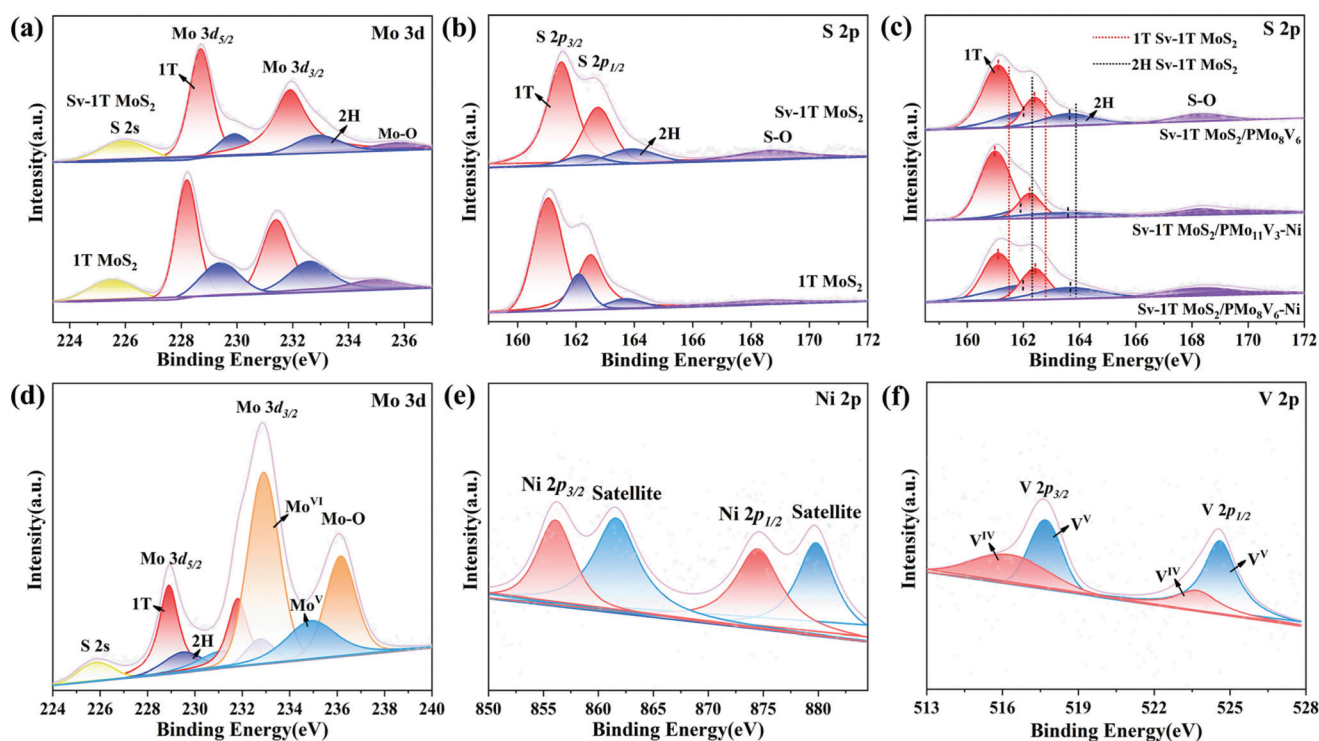 (a)
Mo 3d
Mo 3d5/2
1T
Mo 3d3/2
Sv-1T MoS2
S 2s
2H
Mo-O
1T MoS2
Intensity(a.u.)
224 226 228 230 232 234 236
Binding Energy(eV)
(b)
S 2p
S 2p3/2
S 2p1/2
1T
Sv-1T MoS2
2H
S-O
1T MoS2
Intensity(a.u.)
160 162 164 166 168 170 172
Binding Energy(eV)
(c)
S 2p
1T Sv-1T MoS2
2H Sv-1T MoS2
1T
2H
S-O
Sv-1T MoS2/PMo8V6
Sv-1T MoS2/PMo11V3-Ni
Sv-1T MoS2/PMo8V6-Ni
Intensity(a.u.)
160 162 164 166 168 170 172
Binding Energy(eV)
(d)
Mo 3d
Mo 3d3/2
MoVI
Mo-O
Mo 3d5/2
1T
MoV
2H
S 2s
Intensity(a.u.)
224 226 228 230 232 234 236 238 240
Binding Energy(eV)
(e)
Ni 2p
Ni 2p3/2
Satellite
Ni 2p1/2
Satellite
Intensity(a.u.)
850 855 860 865 870 875 880
Binding Energy(eV)
(f)
V 2p
V 2p3/2
VIV
VV
V 2p1/2
VIV
VV
Intensity(a.u.)
513 516 519 522 525 528
Binding Energy(eV)